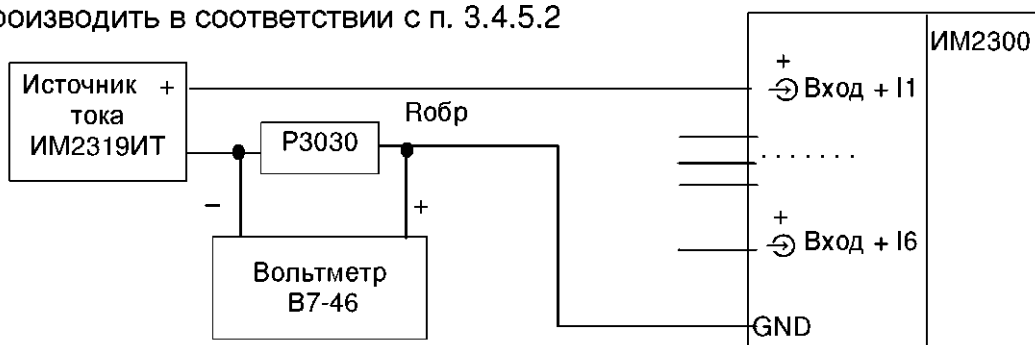 роизводить в соответствии с п. 3.4.5.2
ИМ2300
Источник +
тока
ИМ2319ИТ
+
Вход + I1
Rобр
Р3030
. . . . . . .
− +
+
Вход + I6
Вольтметр
В7-46
GND